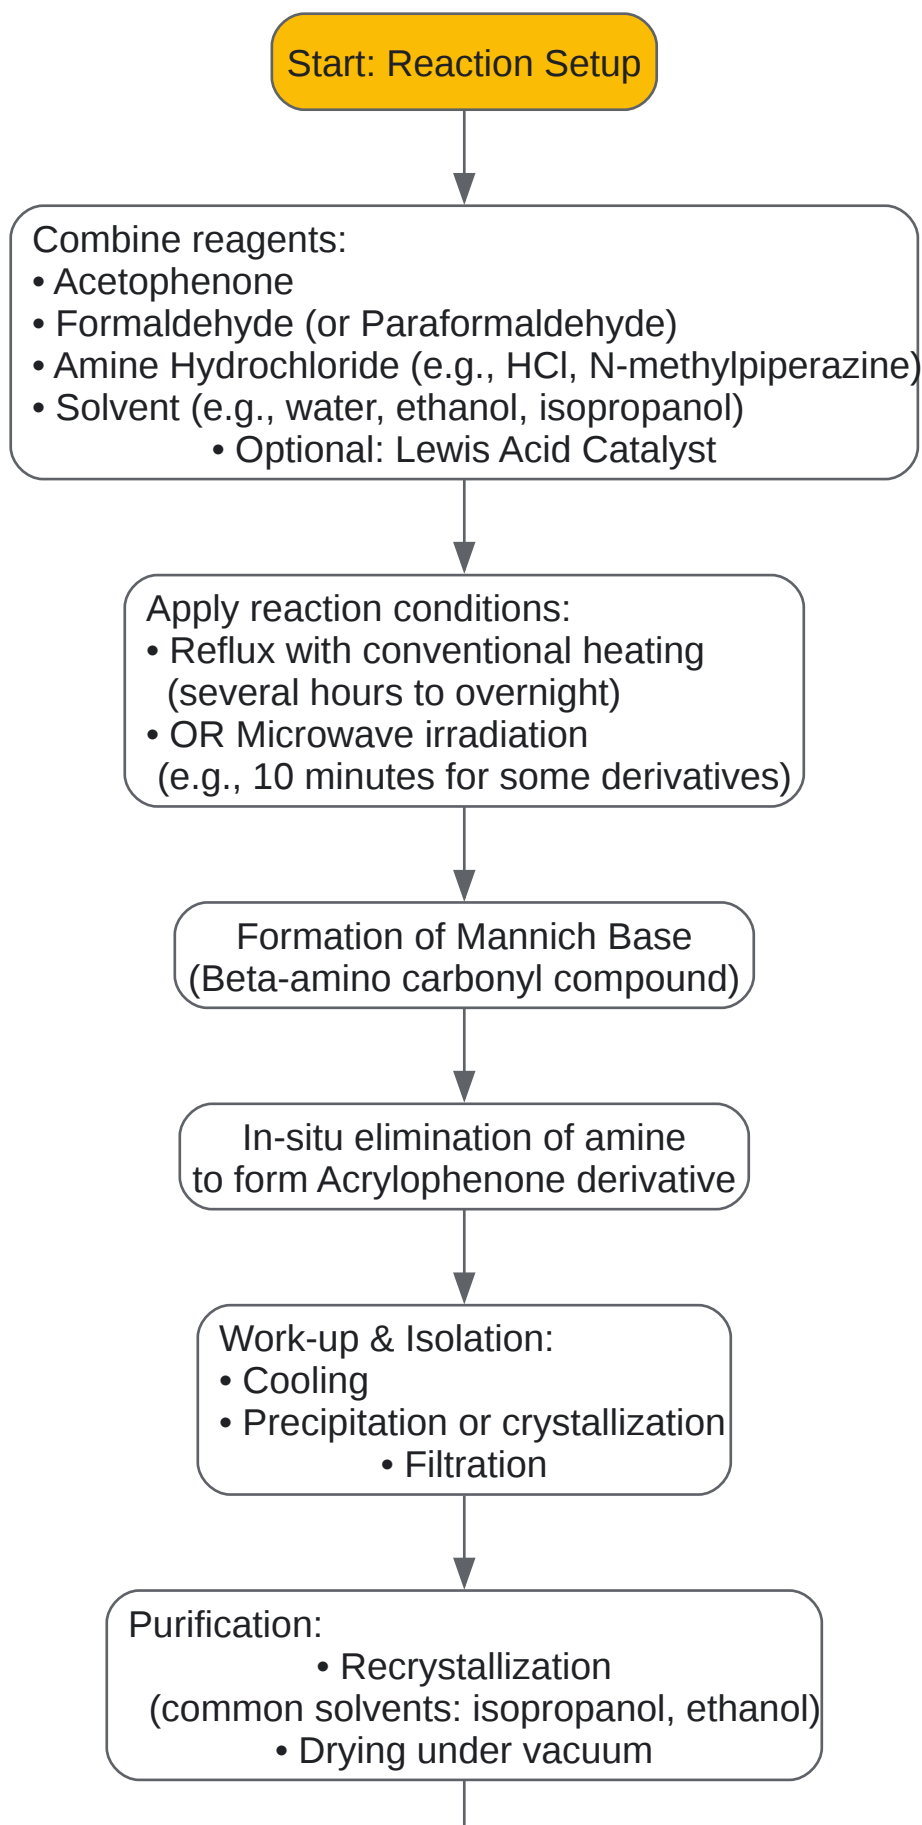 Start: Reaction Setup
Combine reagents:
• Acetophenone
• Formaldehyde (or Paraformaldehyde)
• Amine Hydrochloride (e.g., HCl, N-methylpiperazine)
• Solvent (e.g., water, ethanol, isopropanol)
• Optional: Lewis Acid Catalyst
Apply reaction conditions:
• Reflux with conventional heating
(several hours to overnight)
• OR Microwave irradiation
(e.g., 10 minutes for some derivatives)
Formation of Mannich Base
(Beta-amino carbonyl compound)
In-situ elimination of amine
to form Acrylophenone derivative
Work-up & Isolation:
• Cooling
• Precipitation or crystallization
• Filtration
Purification:
• Recrystallization
(common solvents: isopropanol, ethanol)
• Drying under vacuum